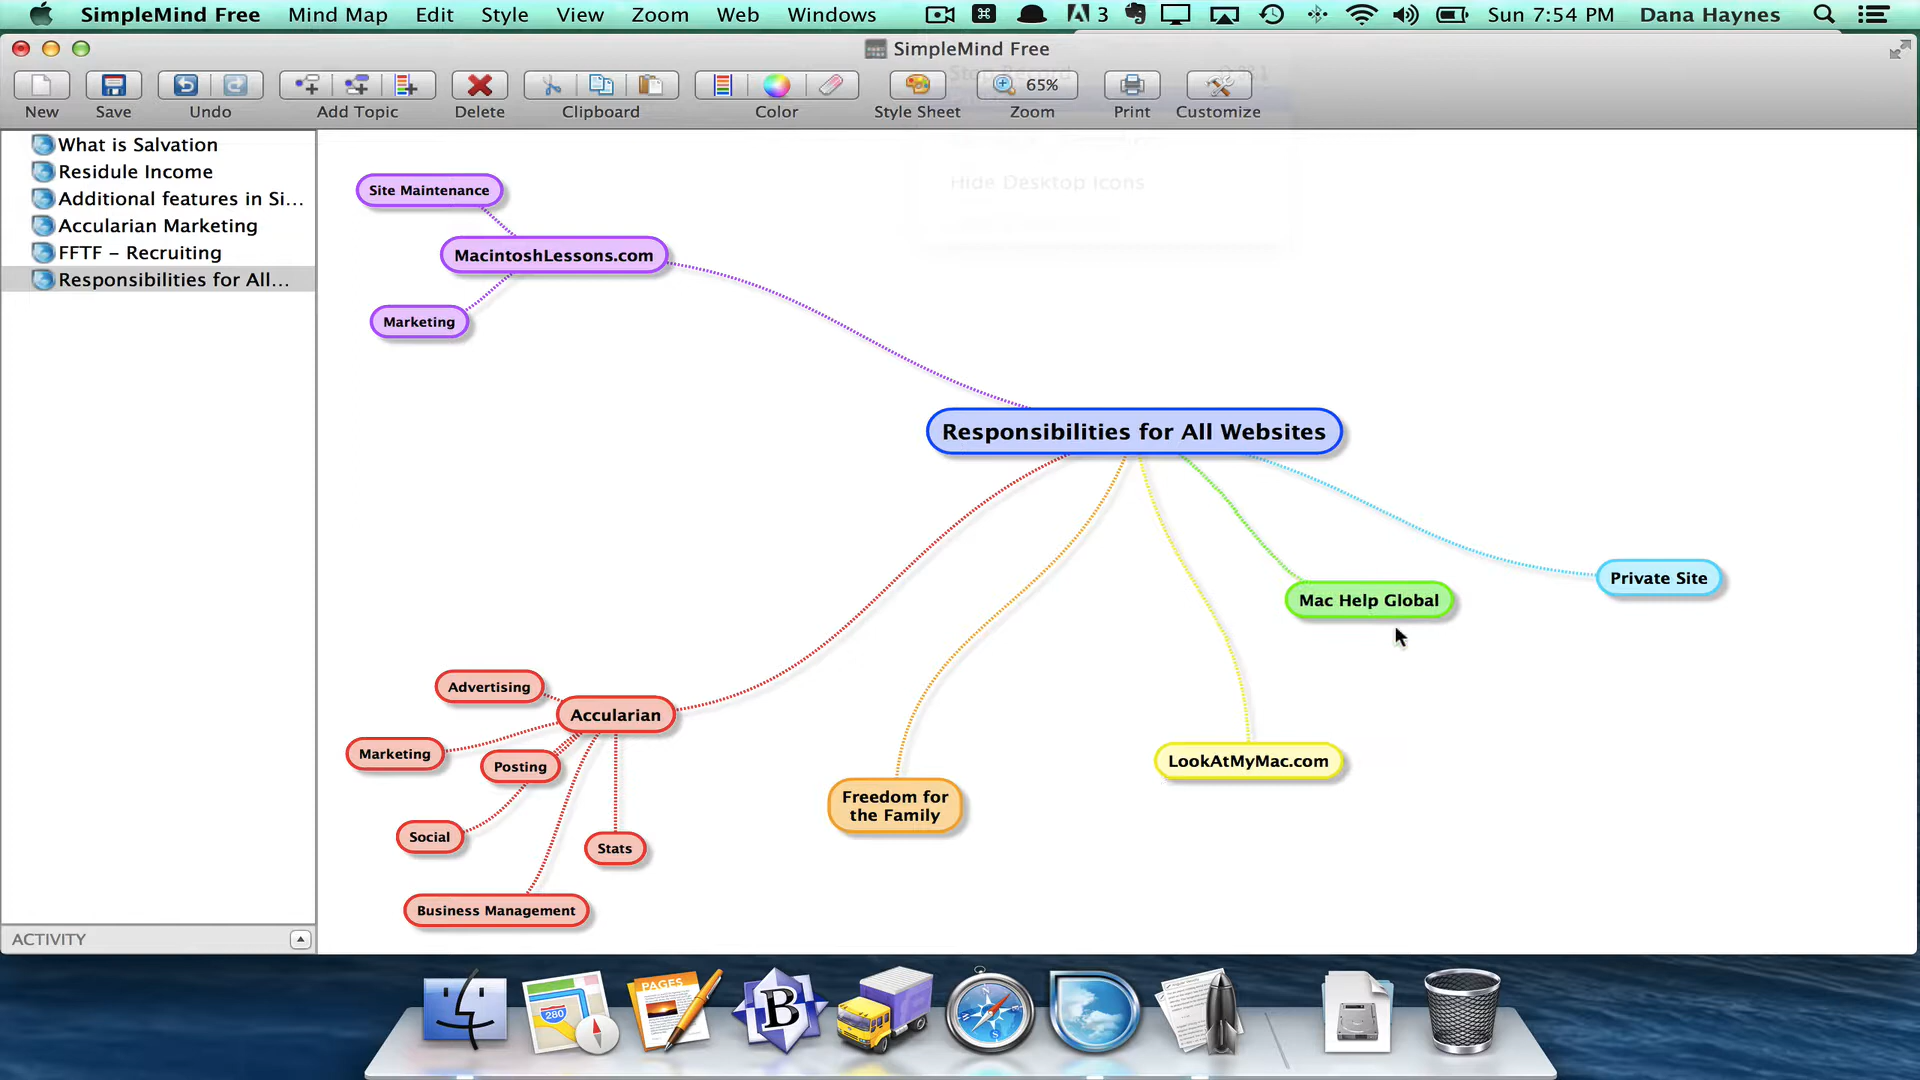 SimpleMind Free Mind Map Edit Style View Zoom Web Windows 3 Sun 7:54 PM Dana Haynes
SimpleMind Free
Stop Record
65%
New Save Undo Add Topic Delete Clipboard Color Style Sheet Zoom Print Customize
What is Salvation
Residule Income
Additional features in Si...
Accularian Marketing
FFTF – Recruiting
Responsibilities for All...
Hide Desktop Icons
Site Maintenance
MacintoshLessons.com
Marketing
Responsibilities for All Websites
Private Site
Mac Help Global
Advertising
Accularian
Marketing
Posting
LookAtMyMac.com
Freedom for
the Family
Social
Stats
Business Management
ACTIVITY
280
PAGES
B